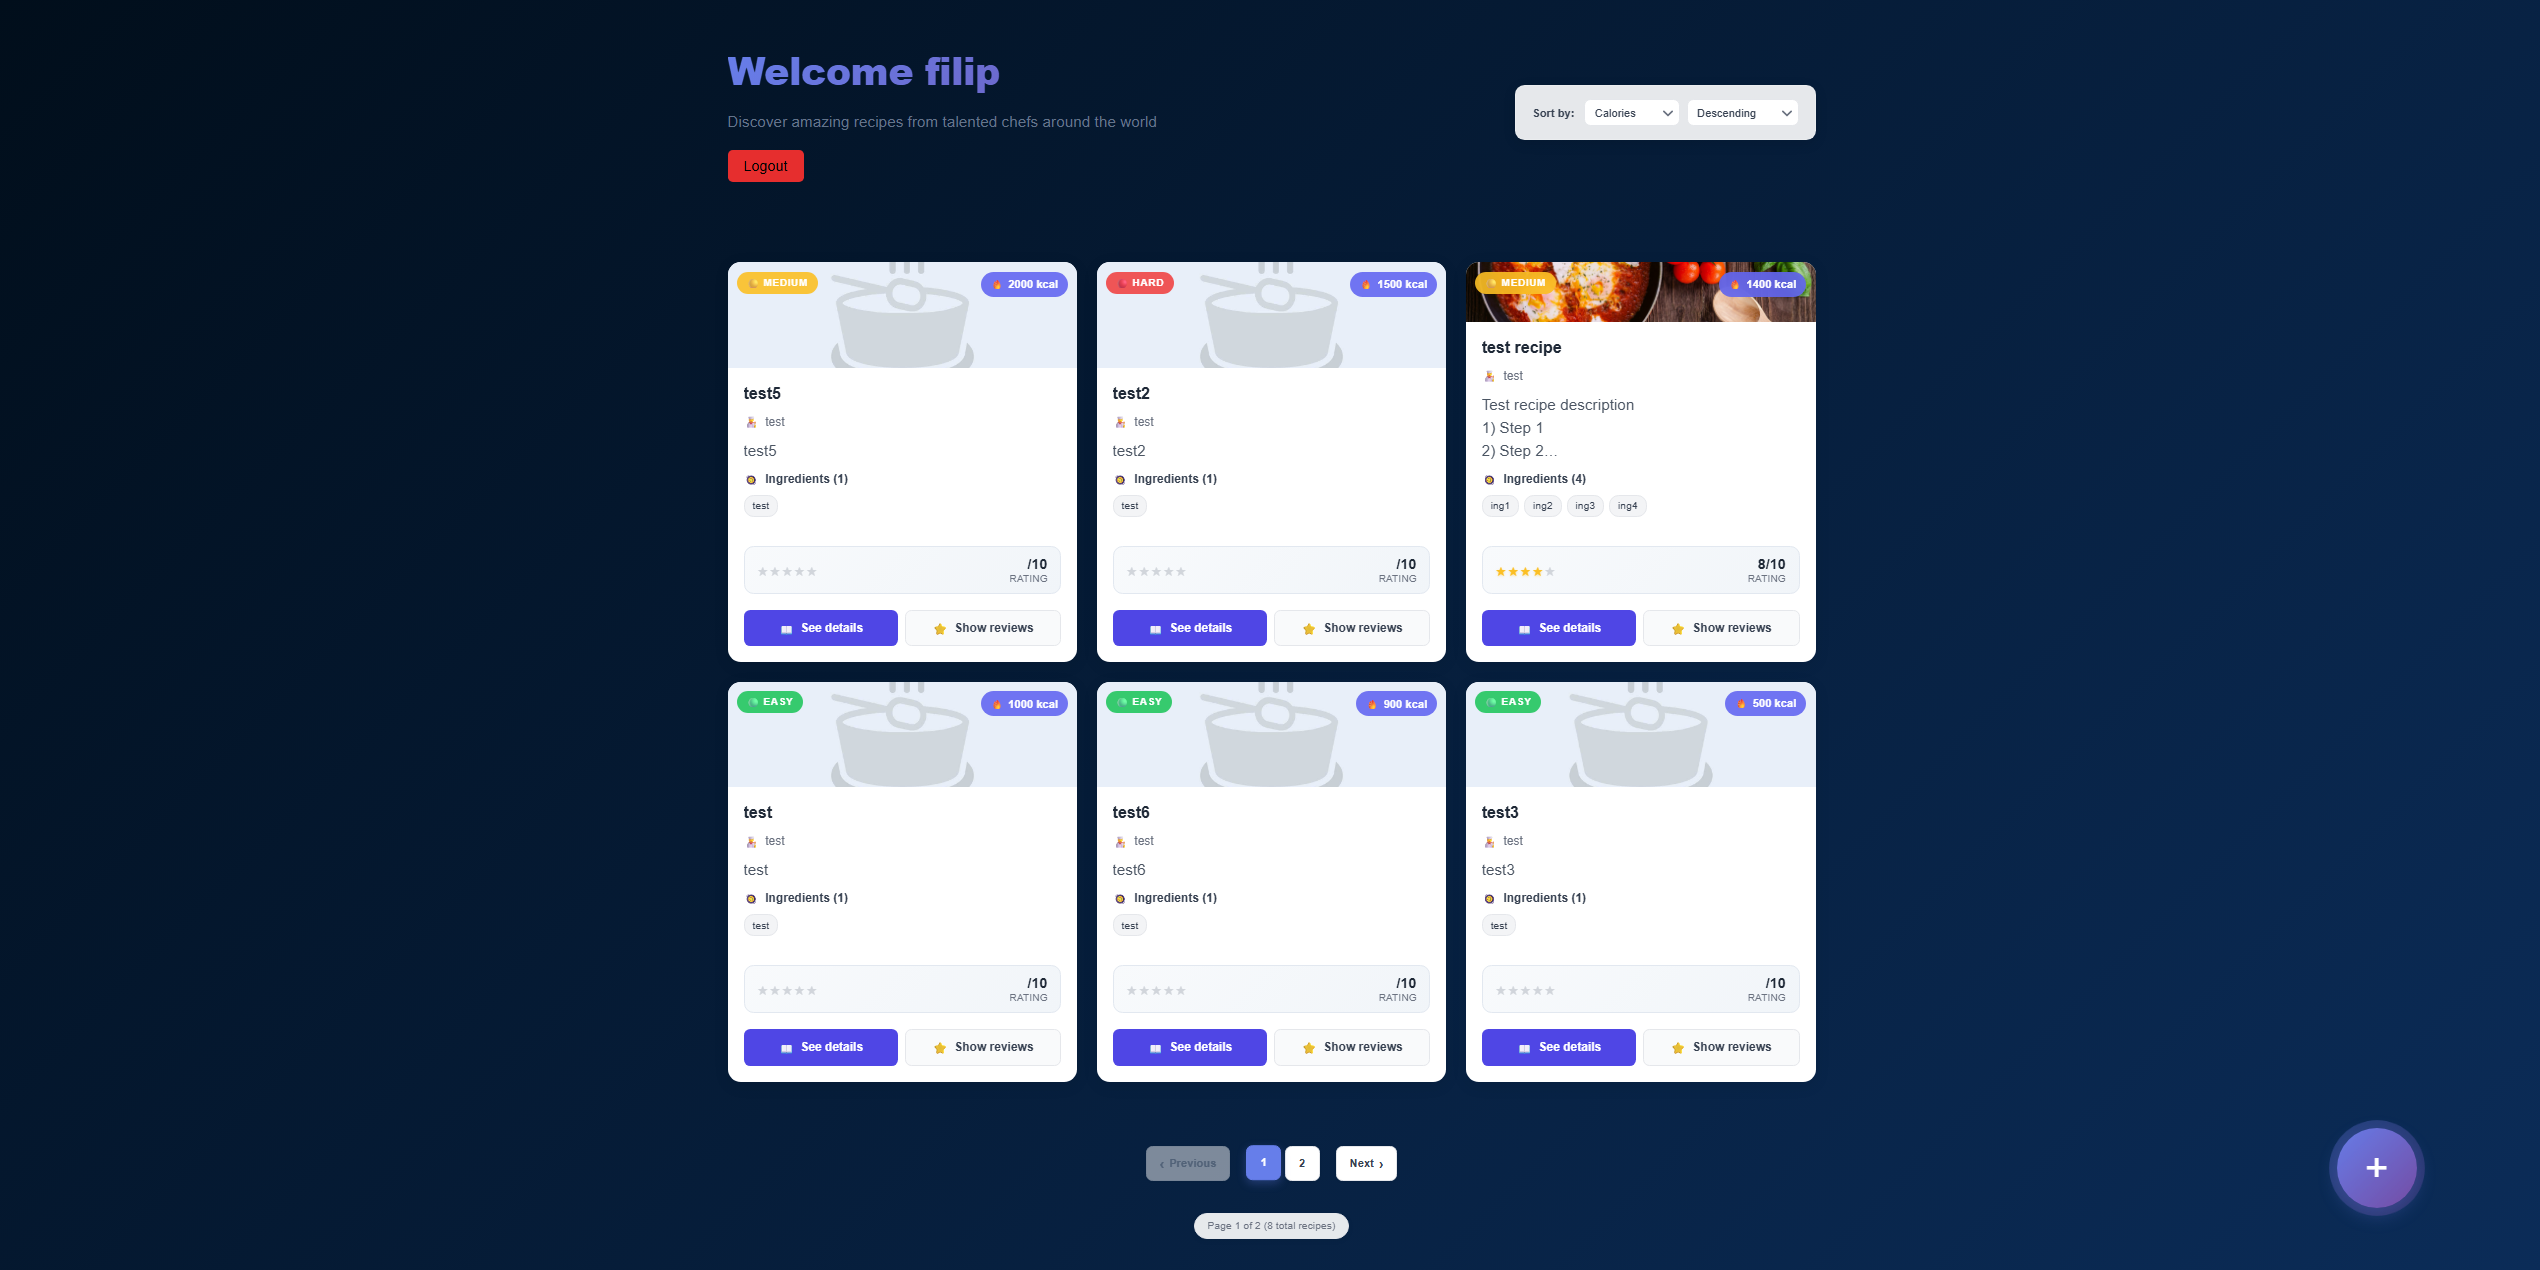 Welcome filip
Discover amazing recipes from talented chefs around the world
Logout
Sort by: Calories Descending
MEDIUM 2000 kcal
test5
test
test5
Ingredients (1)
test
/10
RATING
See details Show reviews
HARD 1500 kcal
test2
test
test2
Ingredients (1)
test
/10
RATING
See details Show reviews
MEDIUM 1400 kcal
test recipe
test
Test recipe description
1) Step 1
2) Step 2...
Ingredients (4)
ing1 ing2 ing3 ing4
8/10
RATING
See details Show reviews
EASY 1000 kcal
test
test
test
Ingredients (1)
test
/10
RATING
See details Show reviews
EASY 900 kcal
test6
test
test6
Ingredients (1)
test
/10
RATING
See details Show reviews
EASY 500 kcal
test3
test
test3
Ingredients (1)
test
/10
RATING
See details Show reviews
‹ Previous 1 2 Next ›
+
Page 1 of 2 (8 total recipes)